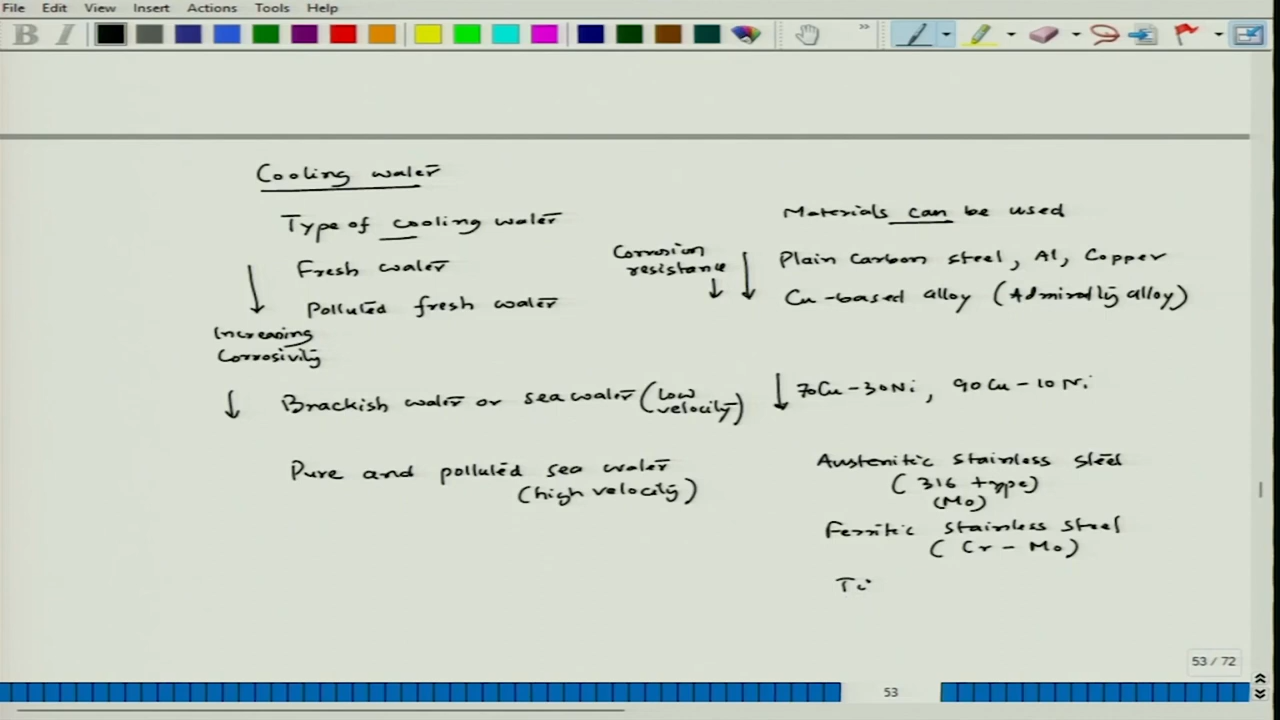 File Edit View Insert Actions Tools Help
B I
»
Cooling water
Type of cooling water
Materials can be used
Fresh water
Corrosion
resistance
Plain Carbon steel, Al, Copper
Polluted fresh water
Cu-based alloy (Admiralty alloy)
Increasing
Corrosivity
Brackish water or sea water (low
velocity)
70Cu-30Ni, 90Cu-10Ni
Pure and polluted sea water
(high velocity)
Austenitic stainless steel
(316 type)
(Mo)
Ferritic stainless steel
(Cr-Mo)
Ti
53 / 72
53